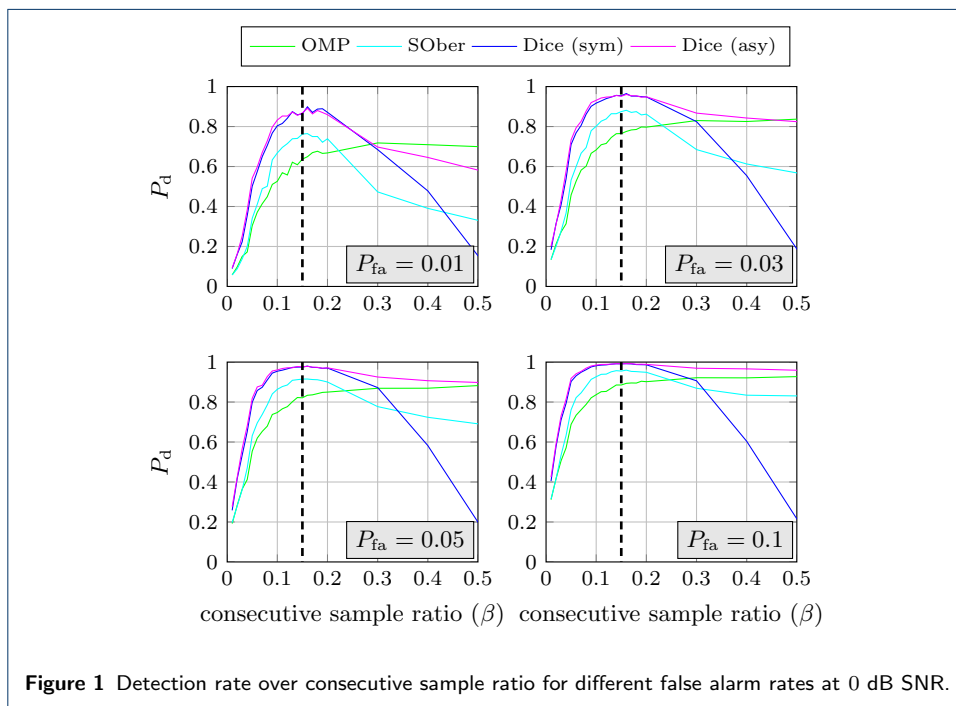 OMP SOber Dice (sym) Dice (asy)
1 1
0.8 0.8
0.6 0.6
0.4 0.4
0.2 0.2
0 0
P_d
P_fa = 0.01 P_fa = 0.03
0 0.1 0.2 0.3 0.4 0.5 0 0.1 0.2 0.3 0.4 0.5
1 1
0.8 0.8
0.6 0.6
0.4 0.4
0.2 0.2
0 0
P_d
P_fa = 0.05 P_fa = 0.1
0 0.1 0.2 0.3 0.4 0.5 0 0.1 0.2 0.3 0.4 0.5
consecutive sample ratio (β) consecutive sample ratio (β)
Figure 1 Detection rate over consecutive sample ratio for different false alarm rates at 0 dB SNR.